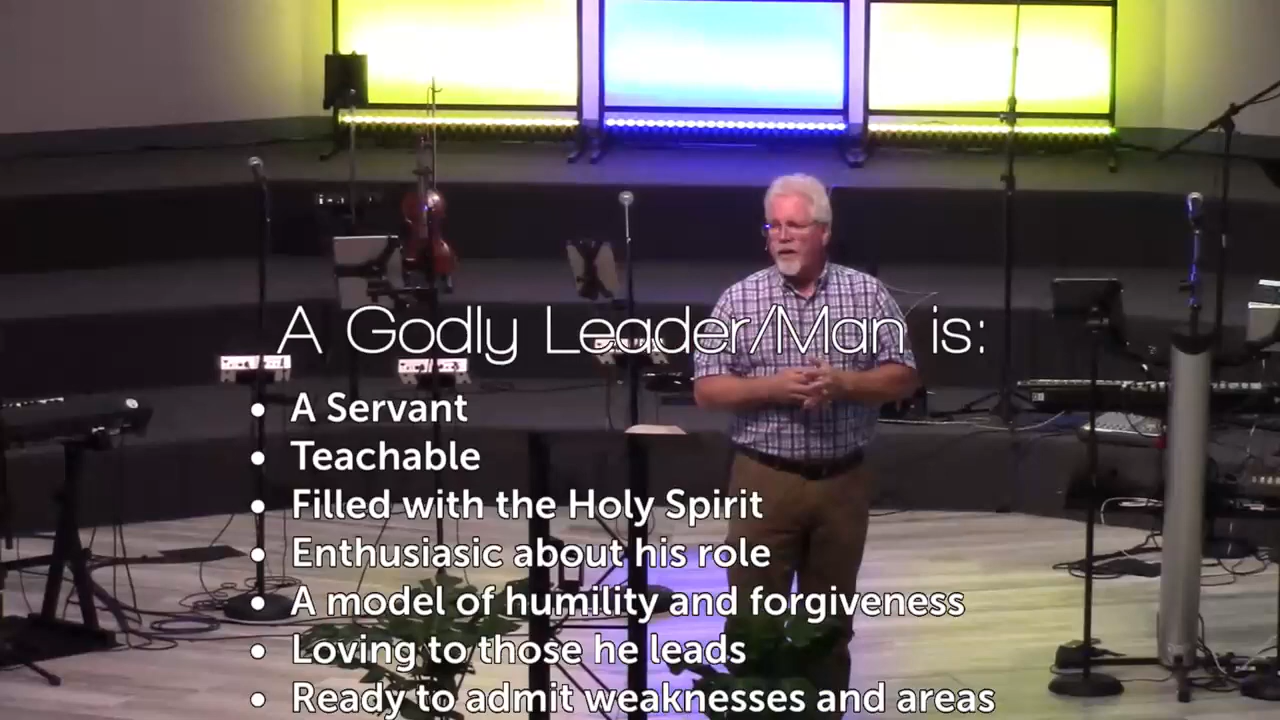 A Godly Leader/Man is:
• A Servant
• Teachable
• Filled with the Holy Spirit
• Enthusiasic about his role
• A model of humility and forgiveness
• Loving to those he leads
• Ready to admit weaknesses and areas